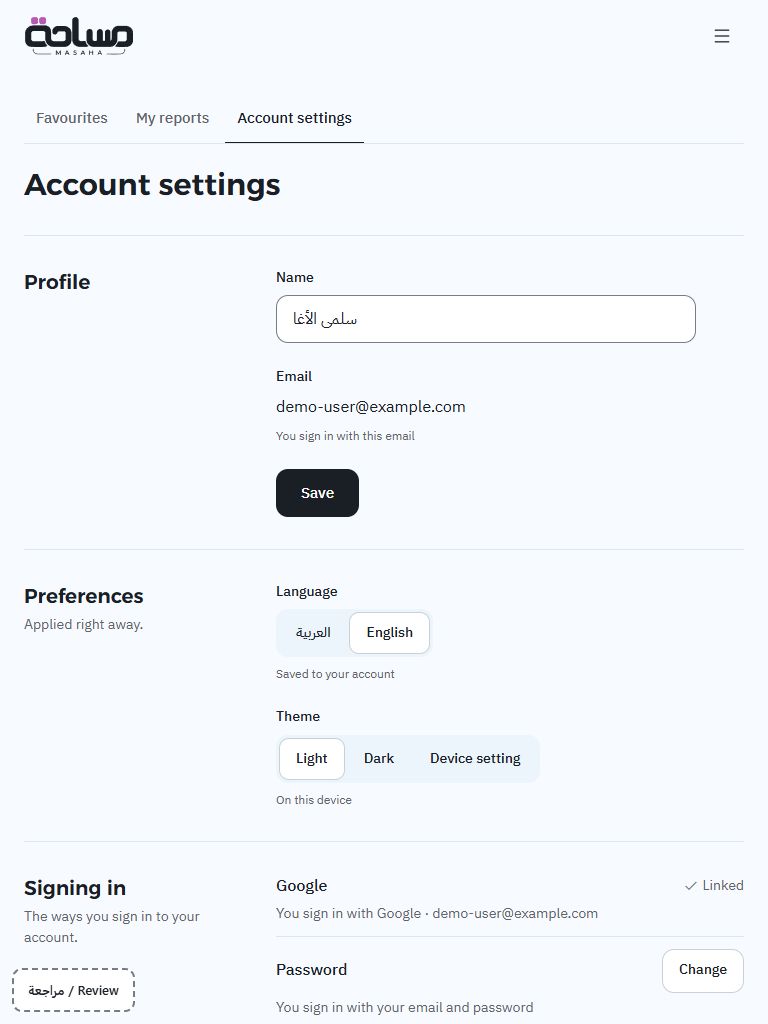 مساحة
MASAHA
Favourites
My reports
Account settings
Account settings
Profile
Name
سلمى الأغا
Email
demo-user@example.com
You sign in with this email
Save
Preferences
Applied right away.
Language
العربية
English
Saved to your account
Theme
Light
Dark
Device setting
On this device
Signing in
The ways you sign in to your
account.
Google
Linked
You sign in with Google · demo-user@example.com
Password
Change
You sign in with your email and password
مراجعة / Review